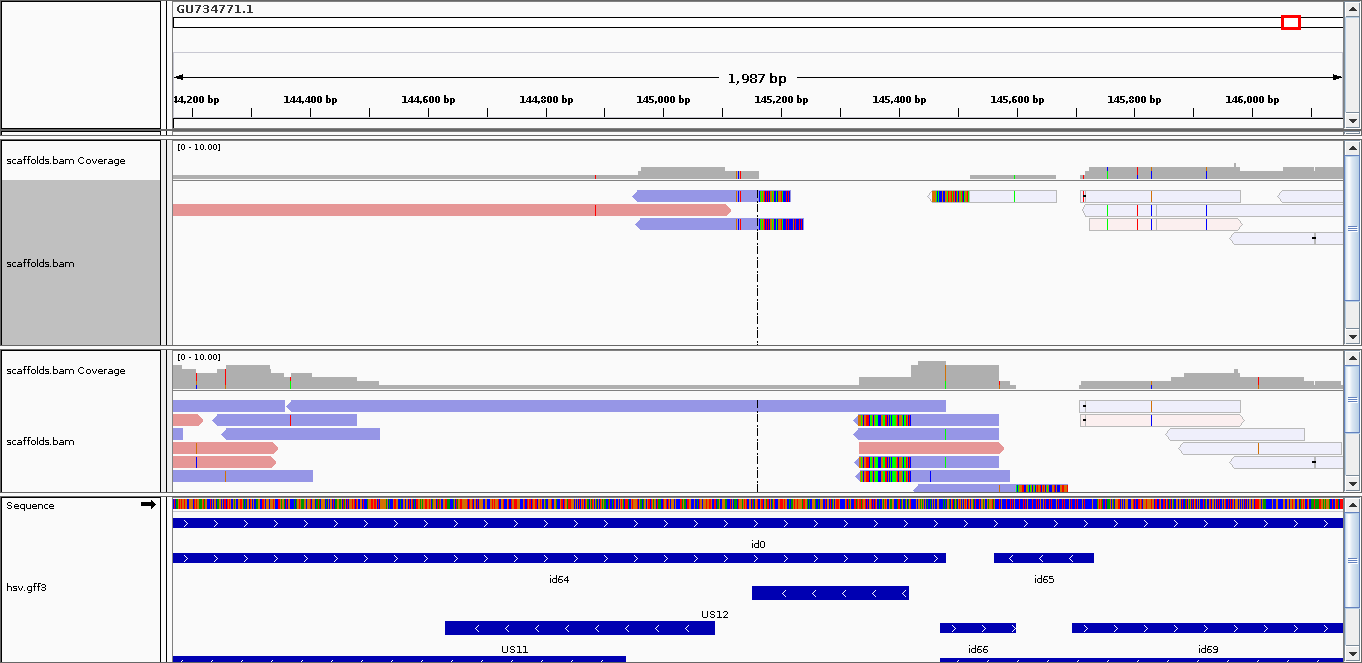 GU734771.1
1,987 bp
44,200 bp 144,400 bp 144,600 bp 144,800 bp 145,000 bp 145,200 bp 145,400 bp 145,600 bp 145,800 bp 146,000 bp
[0 - 10.00]
scaffolds.bam Coverage
scaffolds.bam
[0 - 10.00]
scaffolds.bam Coverage
scaffolds.bam
Sequence
id0
id64 id65
hsv.gff3
US12
US11 id66 id69